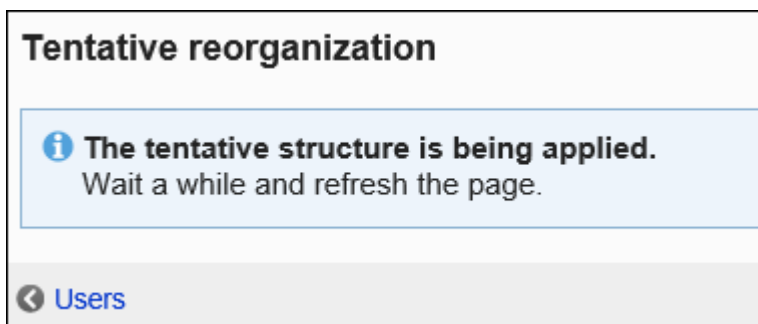 Tentative reorganization
The tentative structure is being applied.
Wait a while and refresh the page.
Users